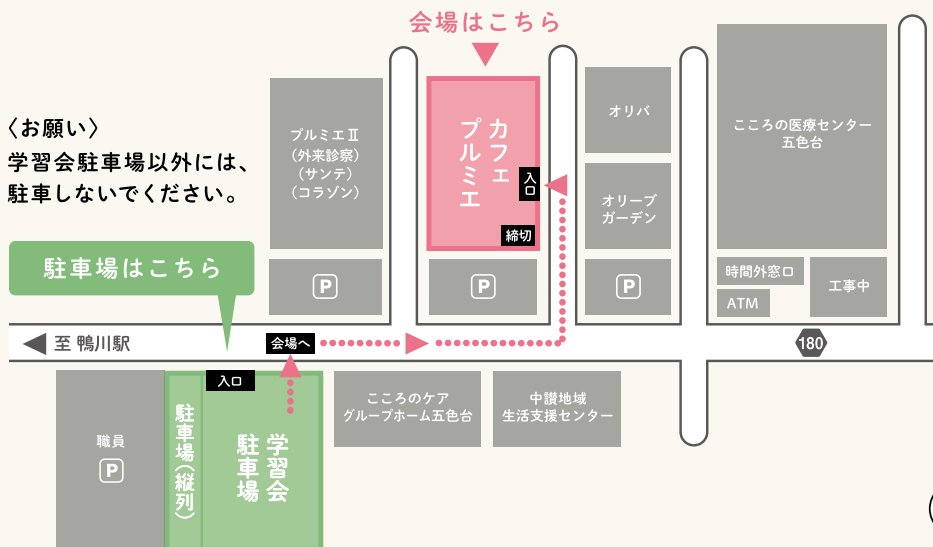 会場はこちら
〈お願い〉
学習会駐車場以外には、
駐車しないでください。
プルミエⅡ
(外来診察)
(サンテ)
(コラゾン)
カフェ
プルミエ
入口
締切
オリバ
オリーブ
ガーデン
こころの医療センター
五色台
時間外窓口
ATM
工事中
P
P
P
駐車場はこちら
至 鴨川駅
会場へ
180
入口
職員
P
駐車場(縦列)
学習会
駐車場
こころのケア
グループホーム五色台
中讃地域
生活支援センター